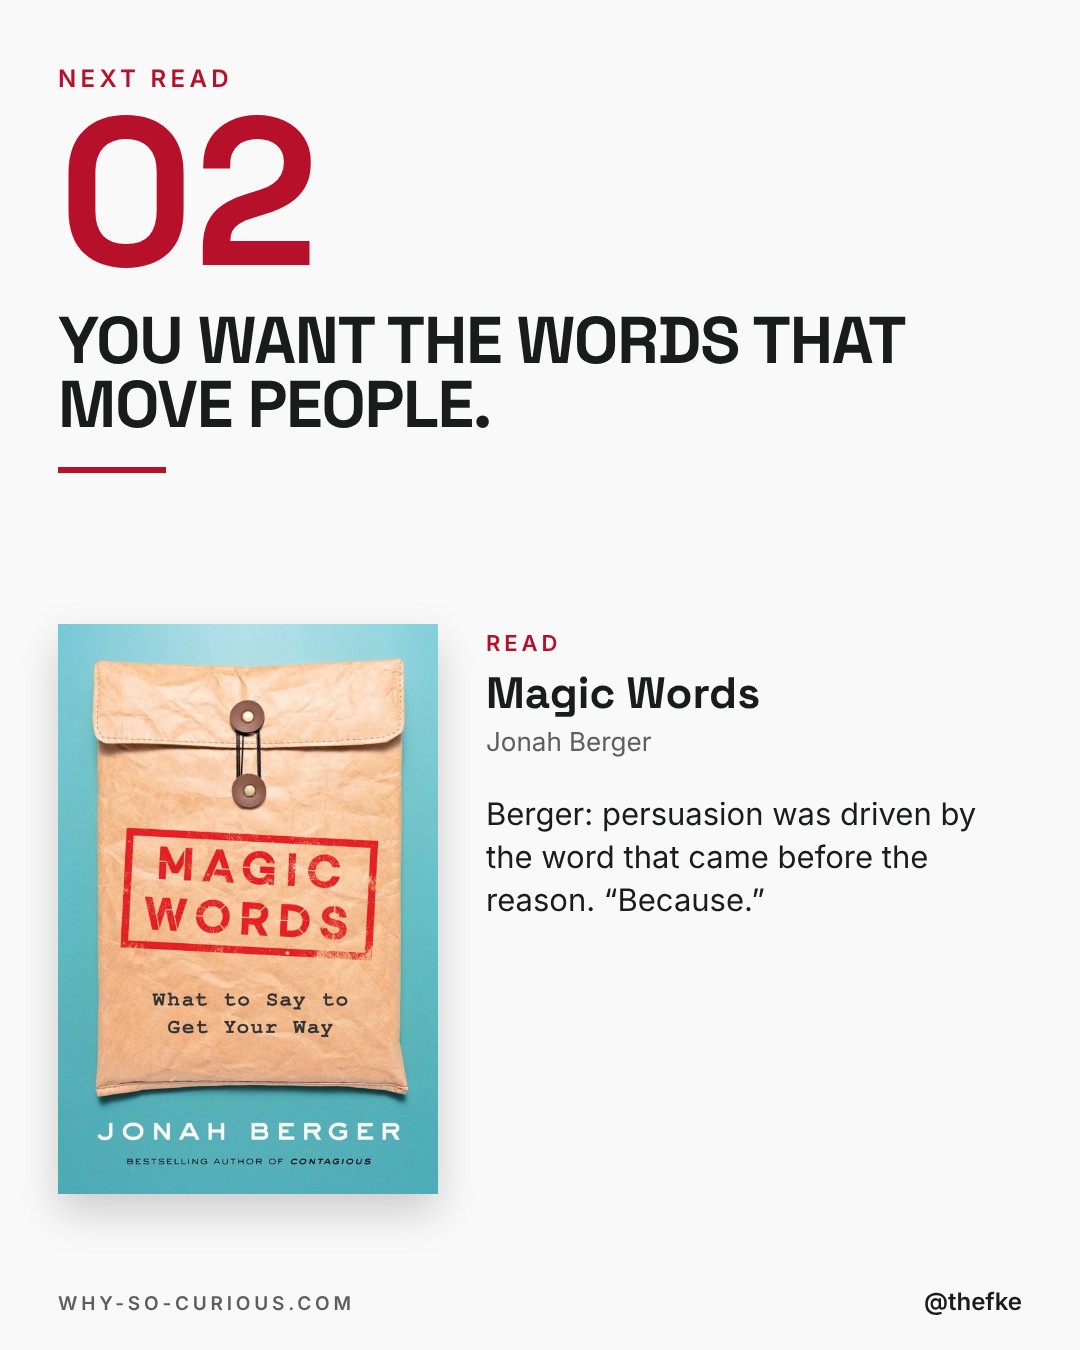 NEXT READ
02
YOU WANT THE WORDS THAT
MOVE PEOPLE.
MAGIC
WORDS
What to Say to
Get Your Way
JONAH BERGER
BESTSELLING AUTHOR OF CONTAGIOUS
READ
Magic Words
Jonah Berger
Berger: persuasion was driven by
the word that came before the
reason. “Because.”
WHY-SO-CURIOUS.COM
@thefke